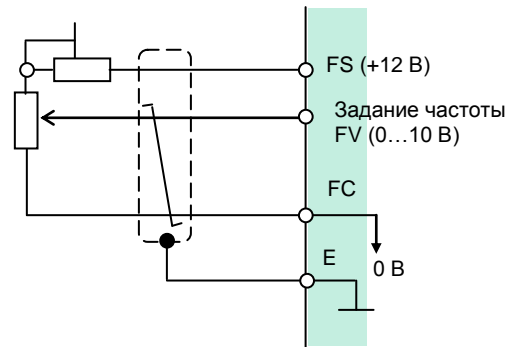 FS (+12 В)
Задание частоты
FV (0…10 В)
FC
E
0 В